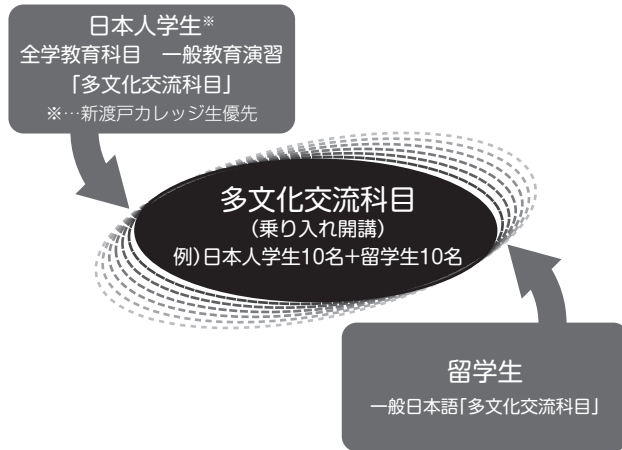 日本人学生※
全学教育科目　一般教育演習
「多文化交流科目」
※…新渡戸カレッジ生優先
多文化交流科目
（乗り入れ開講）
例）日本人学生10名+留学生10名
留学生
一般日本語「多文化交流科目」